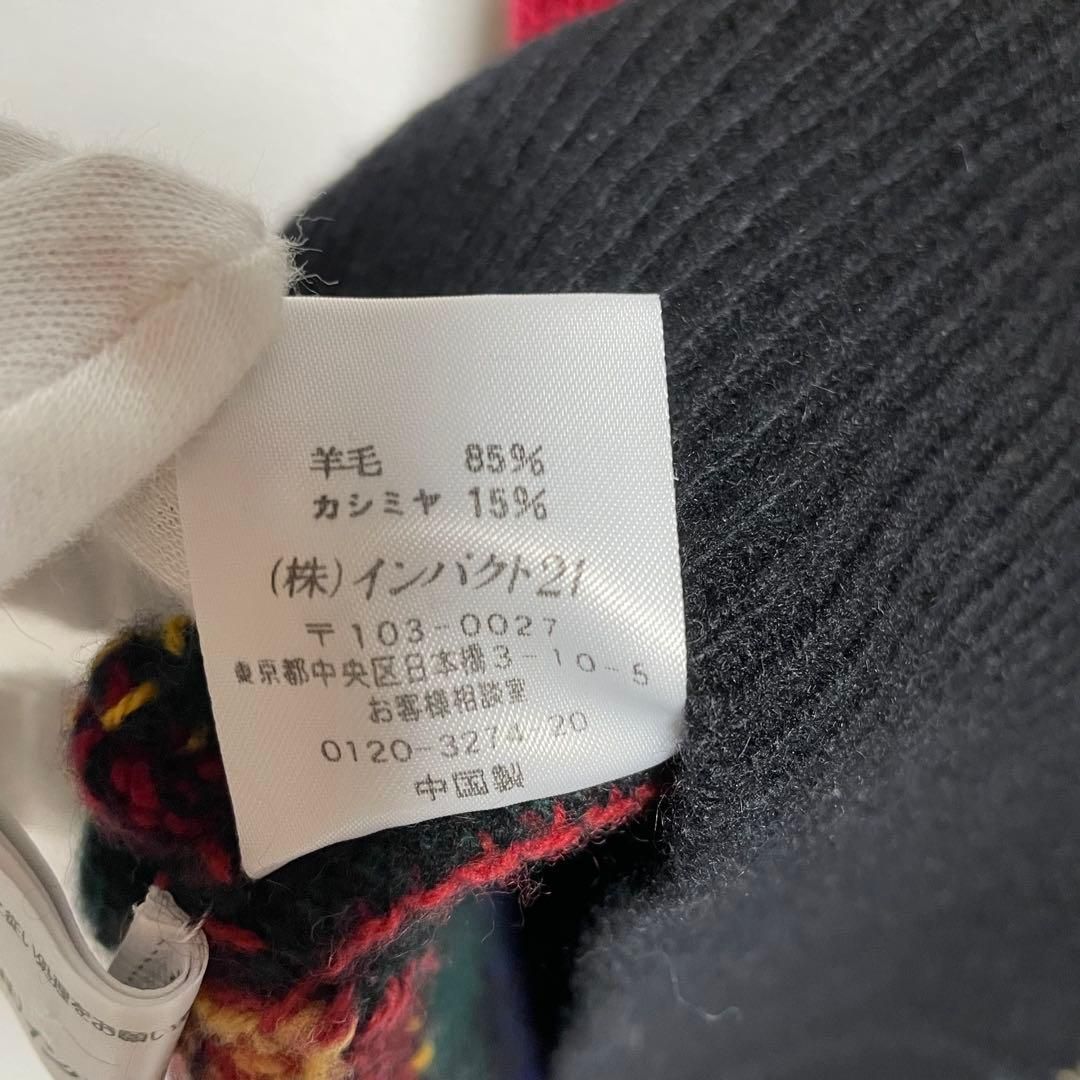 羊毛 85%
カシミヤ 15%
(株)インパクト21
〒103-0027
東京都中央区日本橋3-10-5
お客様相談室
0120-3274-20
中国製